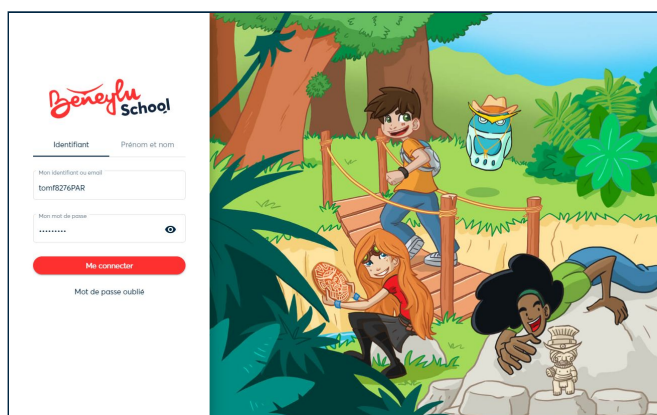 Beneylu
School
Identifiant Prénom et nom
Mon identifiant ou email
tomf8276PAR
Mon mot de passe
•••••••••
Me connecter
Mot de passe oublié